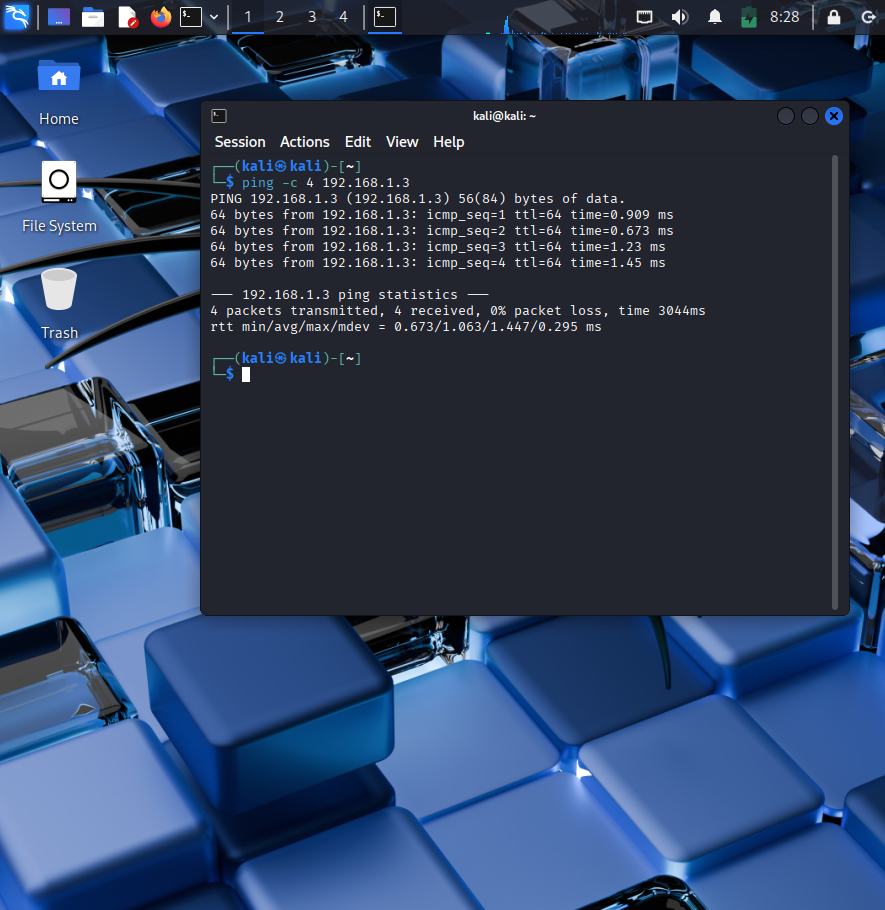 1 2 3 4 8:28
Home
File System
Trash
kali@kali: ~
Session Actions Edit View Help
┌──(kali㉿kali)-[~]
└─$ ping -c 4 192.168.1.3
PING 192.168.1.3 (192.168.1.3) 56(84) bytes of data.
64 bytes from 192.168.1.3: icmp_seq=1 ttl=64 time=0.909 ms
64 bytes from 192.168.1.3: icmp_seq=2 ttl=64 time=0.673 ms
64 bytes from 192.168.1.3: icmp_seq=3 ttl=64 time=1.23 ms
64 bytes from 192.168.1.3: icmp_seq=4 ttl=64 time=1.45 ms
--- 192.168.1.3 ping statistics ---
4 packets transmitted, 4 received, 0% packet loss, time 3044ms
rtt min/avg/max/mdev = 0.673/1.063/1.447/0.295 ms
┌──(kali㉿kali)-[~]
└─$